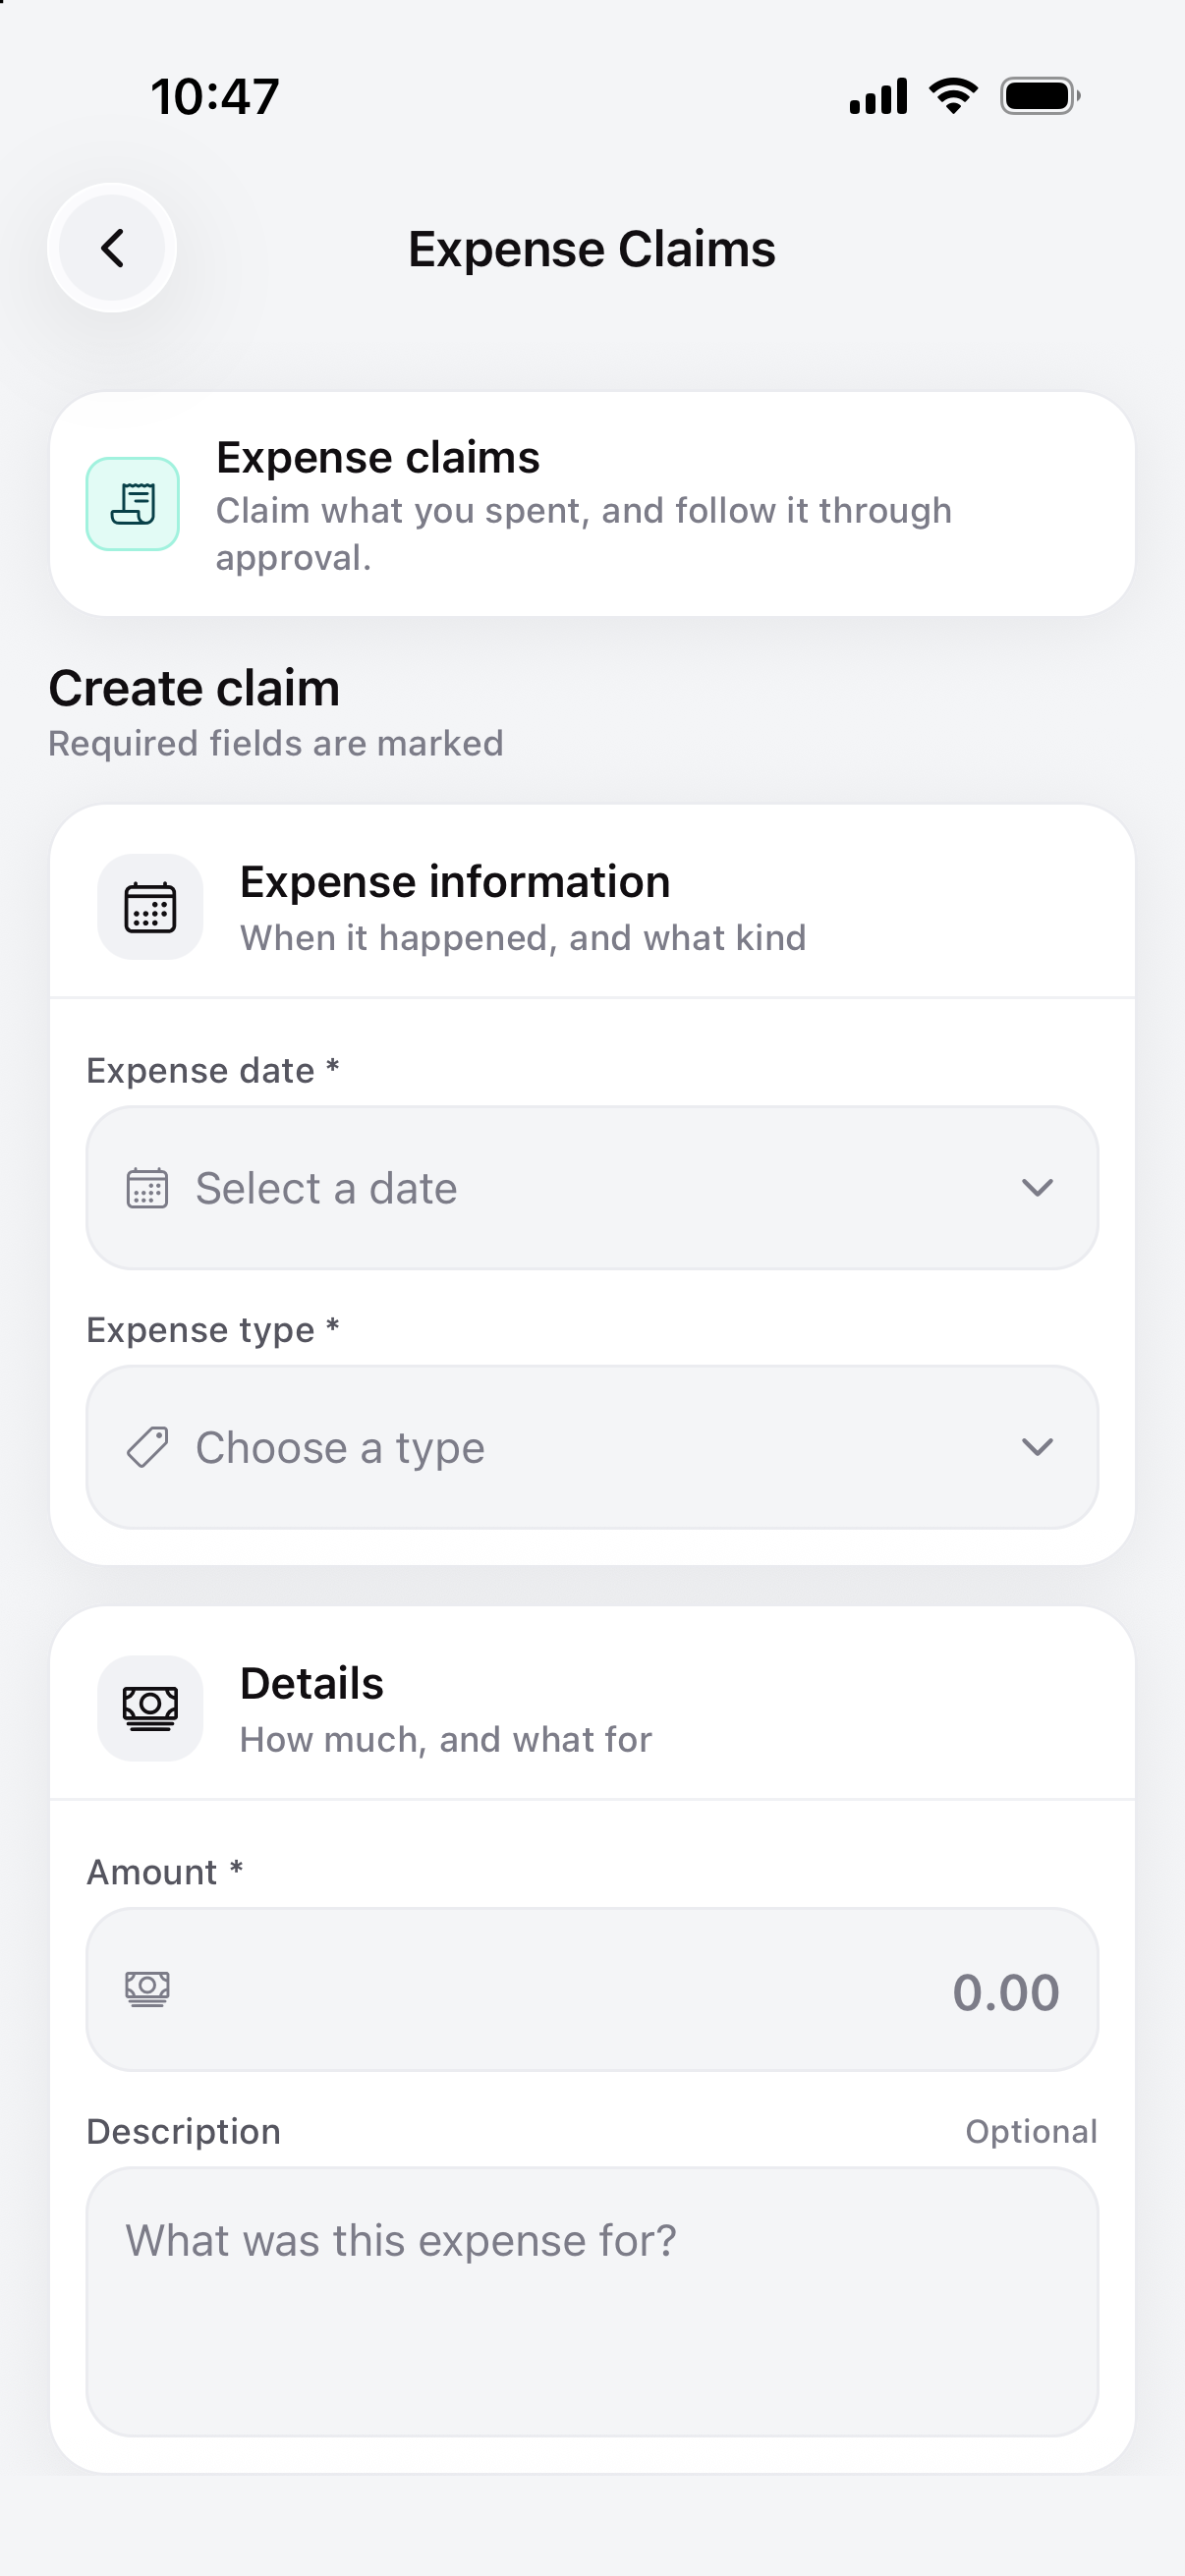 10:47
Expense Claims
Expense claims
Claim what you spent, and follow it through
approval.
Create claim
Required fields are marked
Expense information
When it happened, and what kind
Expense date *
Select a date
Expense type *
Choose a type
Details
How much, and what for
Amount *
0.00
Description
Optional
What was this expense for?